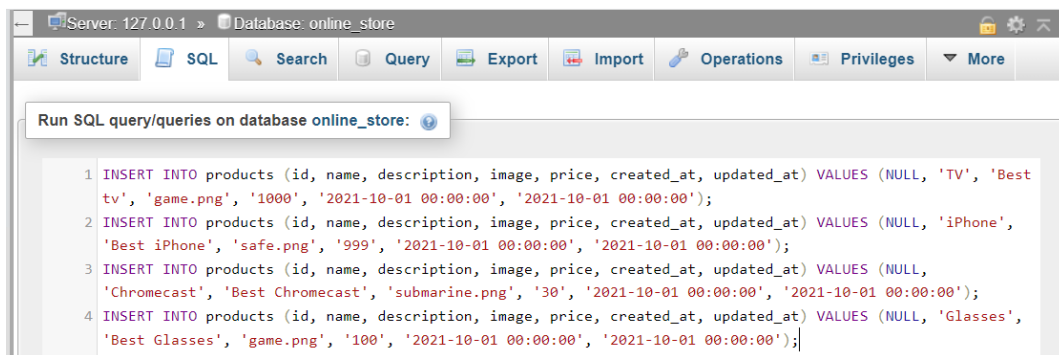 Server: 127.0.0.1 » Database: online_store
Structure SQL Search Query Export Import Operations Privileges More
Run SQL query/queries on database online_store:
1 INSERT INTO products (id, name, description, image, price, created_at, updated_at) VALUES (NULL, 'TV', 'Best
tv', 'game.png', '1000', '2021-10-01 00:00:00', '2021-10-01 00:00:00');
2 INSERT INTO products (id, name, description, image, price, created_at, updated_at) VALUES (NULL, 'iPhone',
'Best iPhone', 'safe.png', '999', '2021-10-01 00:00:00', '2021-10-01 00:00:00');
3 INSERT INTO products (id, name, description, image, price, created_at, updated_at) VALUES (NULL,
'Chromecast', 'Best Chromecast', 'submarine.png', '30', '2021-10-01 00:00:00', '2021-10-01 00:00:00');
4 INSERT INTO products (id, name, description, image, price, created_at, updated_at) VALUES (NULL, 'Glasses',
'Best Glasses', 'game.png', '100', '2021-10-01 00:00:00', '2021-10-01 00:00:00');